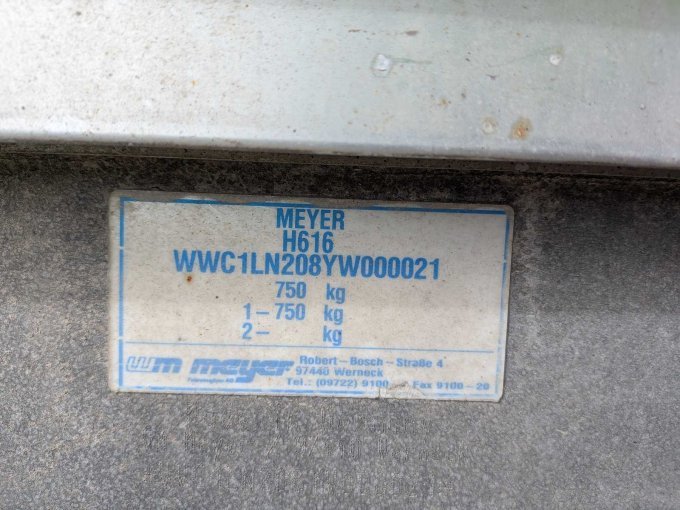 MEYER
H616
WWC1LN208YW000021
750 kg
1- 750 kg
2- kg
wm meyer
Robert-Bosch-Straße 4
97440 Werneck
Tel.: (09722) 9100 Fax 9100-20